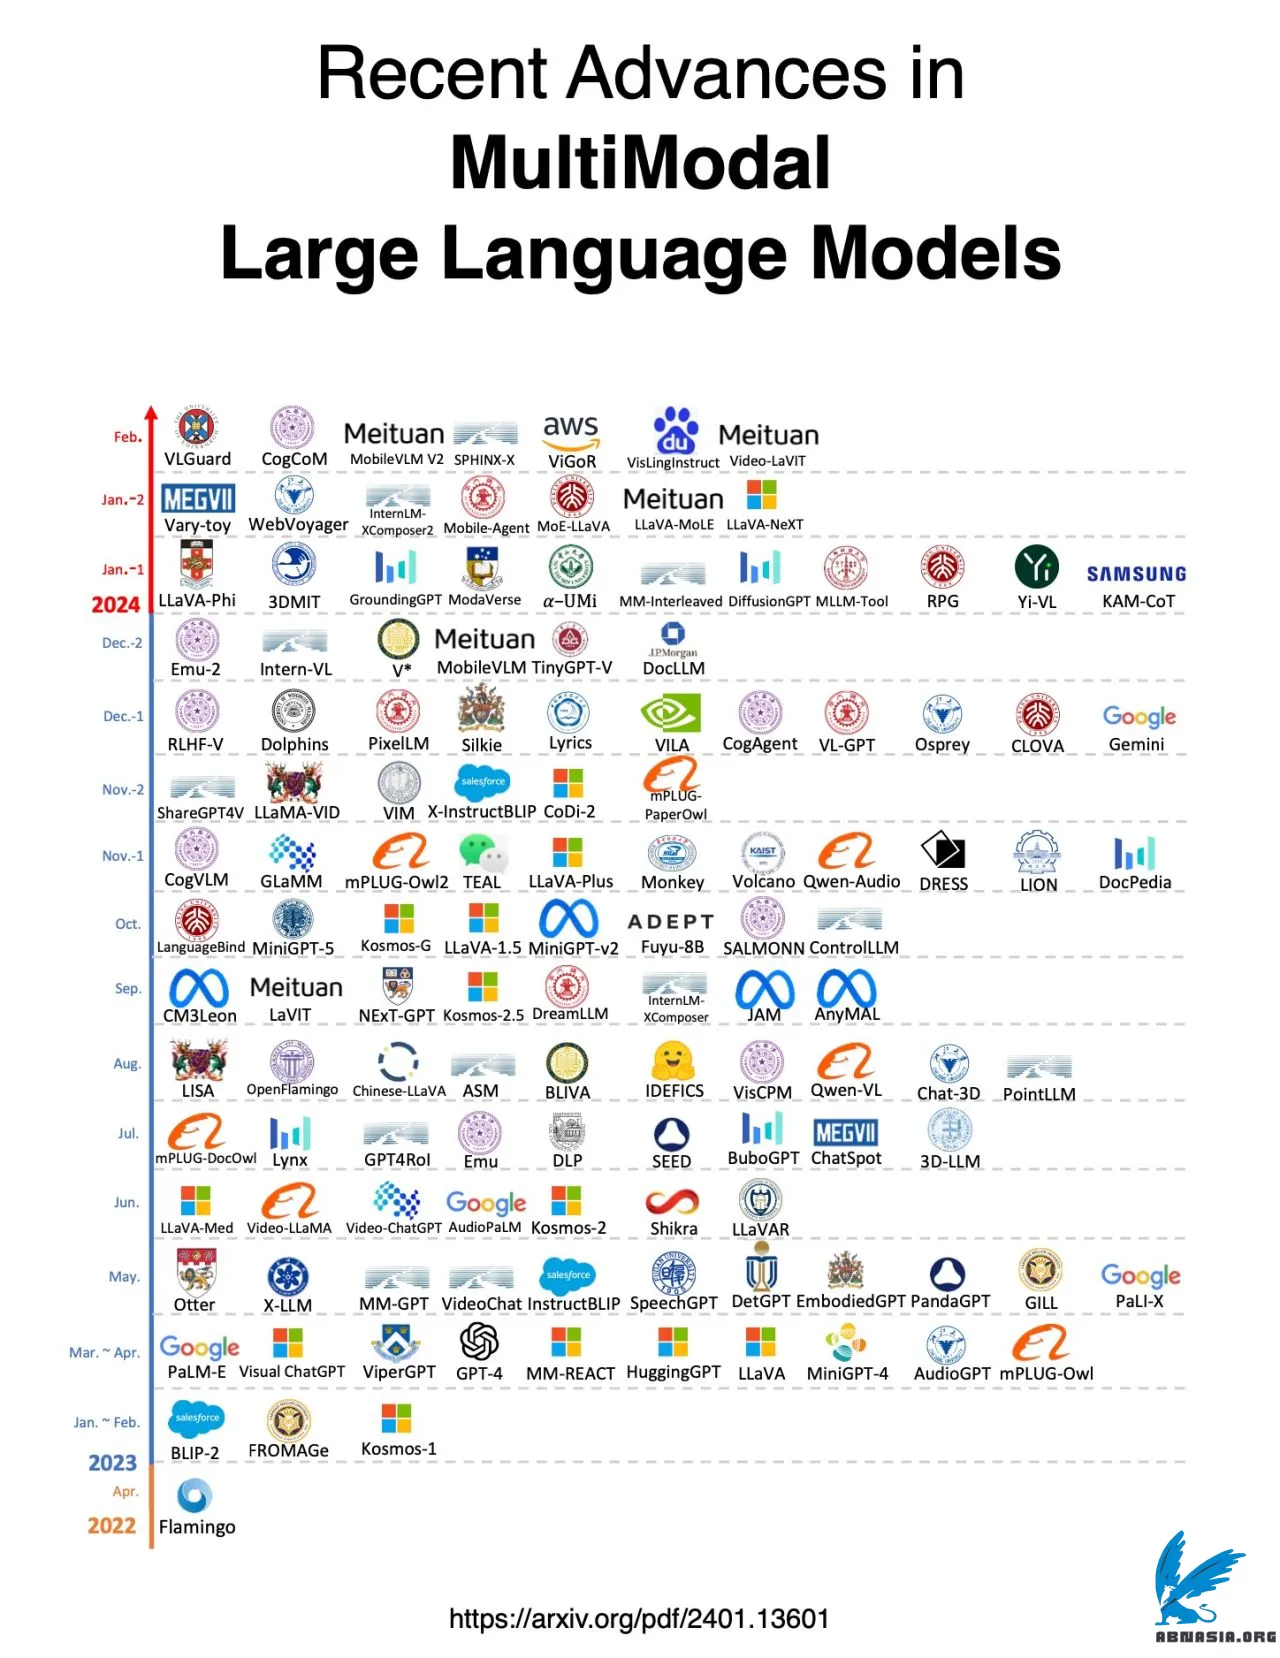 Recent Advances in
MultiModal
Large Language Models
Feb.
Meituan
aws
du
Meituan
VLGuard CogCoM MobileVLM V2 SPHINX-X ViGoR VisLingInstruct Video-LaVIT
Jan.-2
MEGVII
Meituan
Vary-toy WebVoyager InternLM-XComposer2 Mobile-Agent MoE-LLaVA LLaVA-MoLE LLaVA-NeXT
Jan.-1
Yi
SAMSUNG
2024
LLaVA-Phi 3DMIT GroundingGPT ModaVerse α-UMi MM-Interleaved DiffusionGPT MLLM-Tool RPG Yi-VL KAM-CoT
Dec.-2
Meituan
J.P.Morgan
Emu-2 Intern-VL V* MobileVLM TinyGPT-V DocLLM
Dec.-1
Google
RLHF-V Dolphins PixelLM Silkie Lyrics VILA CogAgent VL-GPT Osprey CLOVA Gemini
Nov.-2
salesforce
ShareGPT4V LLaMA-VID VIM X-InstructBLIP CoDi-2 mPLUG-PaperOwl
Nov.-1
KAIST
CogVLM GLaMM mPLUG-Owl2 TEAL LLaVA-Plus Monkey Volcano Qwen-Audio DRESS LION DocPedia
Oct.
ADEPT
LanguageBind MiniGPT-5 Kosmos-G LLaVA-1.5 MiniGPT-v2 Fuyu-8B SALMONN ControlLLM
Sep.
Meituan
CM3Leon LaVIT NExT-GPT Kosmos-2.5 DreamLLM InternLM-XComposer JAM AnyMAL
Aug.
LISA OpenFlamingo Chinese-LLaVA ASM BLIVA IDEFICS VisCPM Qwen-VL Chat-3D PointLLM
Jul.
MEGVII
mPLUG-DocOwl Lynx GPT4RoI Emu DLP SEED BuboGPT ChatSpot 3D-LLM
Jun.
Google
LLaVA-Med Video-LLaMA Video-ChatGPT AudioPaLM Kosmos-2 Shikra LLaVAR
May.
salesforce
Google
Otter X-LLM MM-GPT VideoChat InstructBLIP SpeechGPT DetGPT EmbodiedGPT PandaGPT GILL PaLI-X
Mar. ~ Apr.
Google
PaLM-E Visual ChatGPT ViperGPT GPT-4 MM-REACT HuggingGPT LLaVA MiniGPT-4 AudioGPT mPLUG-Owl
Jan. ~ Feb.
salesforce
BLIP-2 FROMAGe Kosmos-1
2023
Apr.
2022
Flamingo
https://arxiv.org/pdf/2401.13601
ABNASIA.ORG